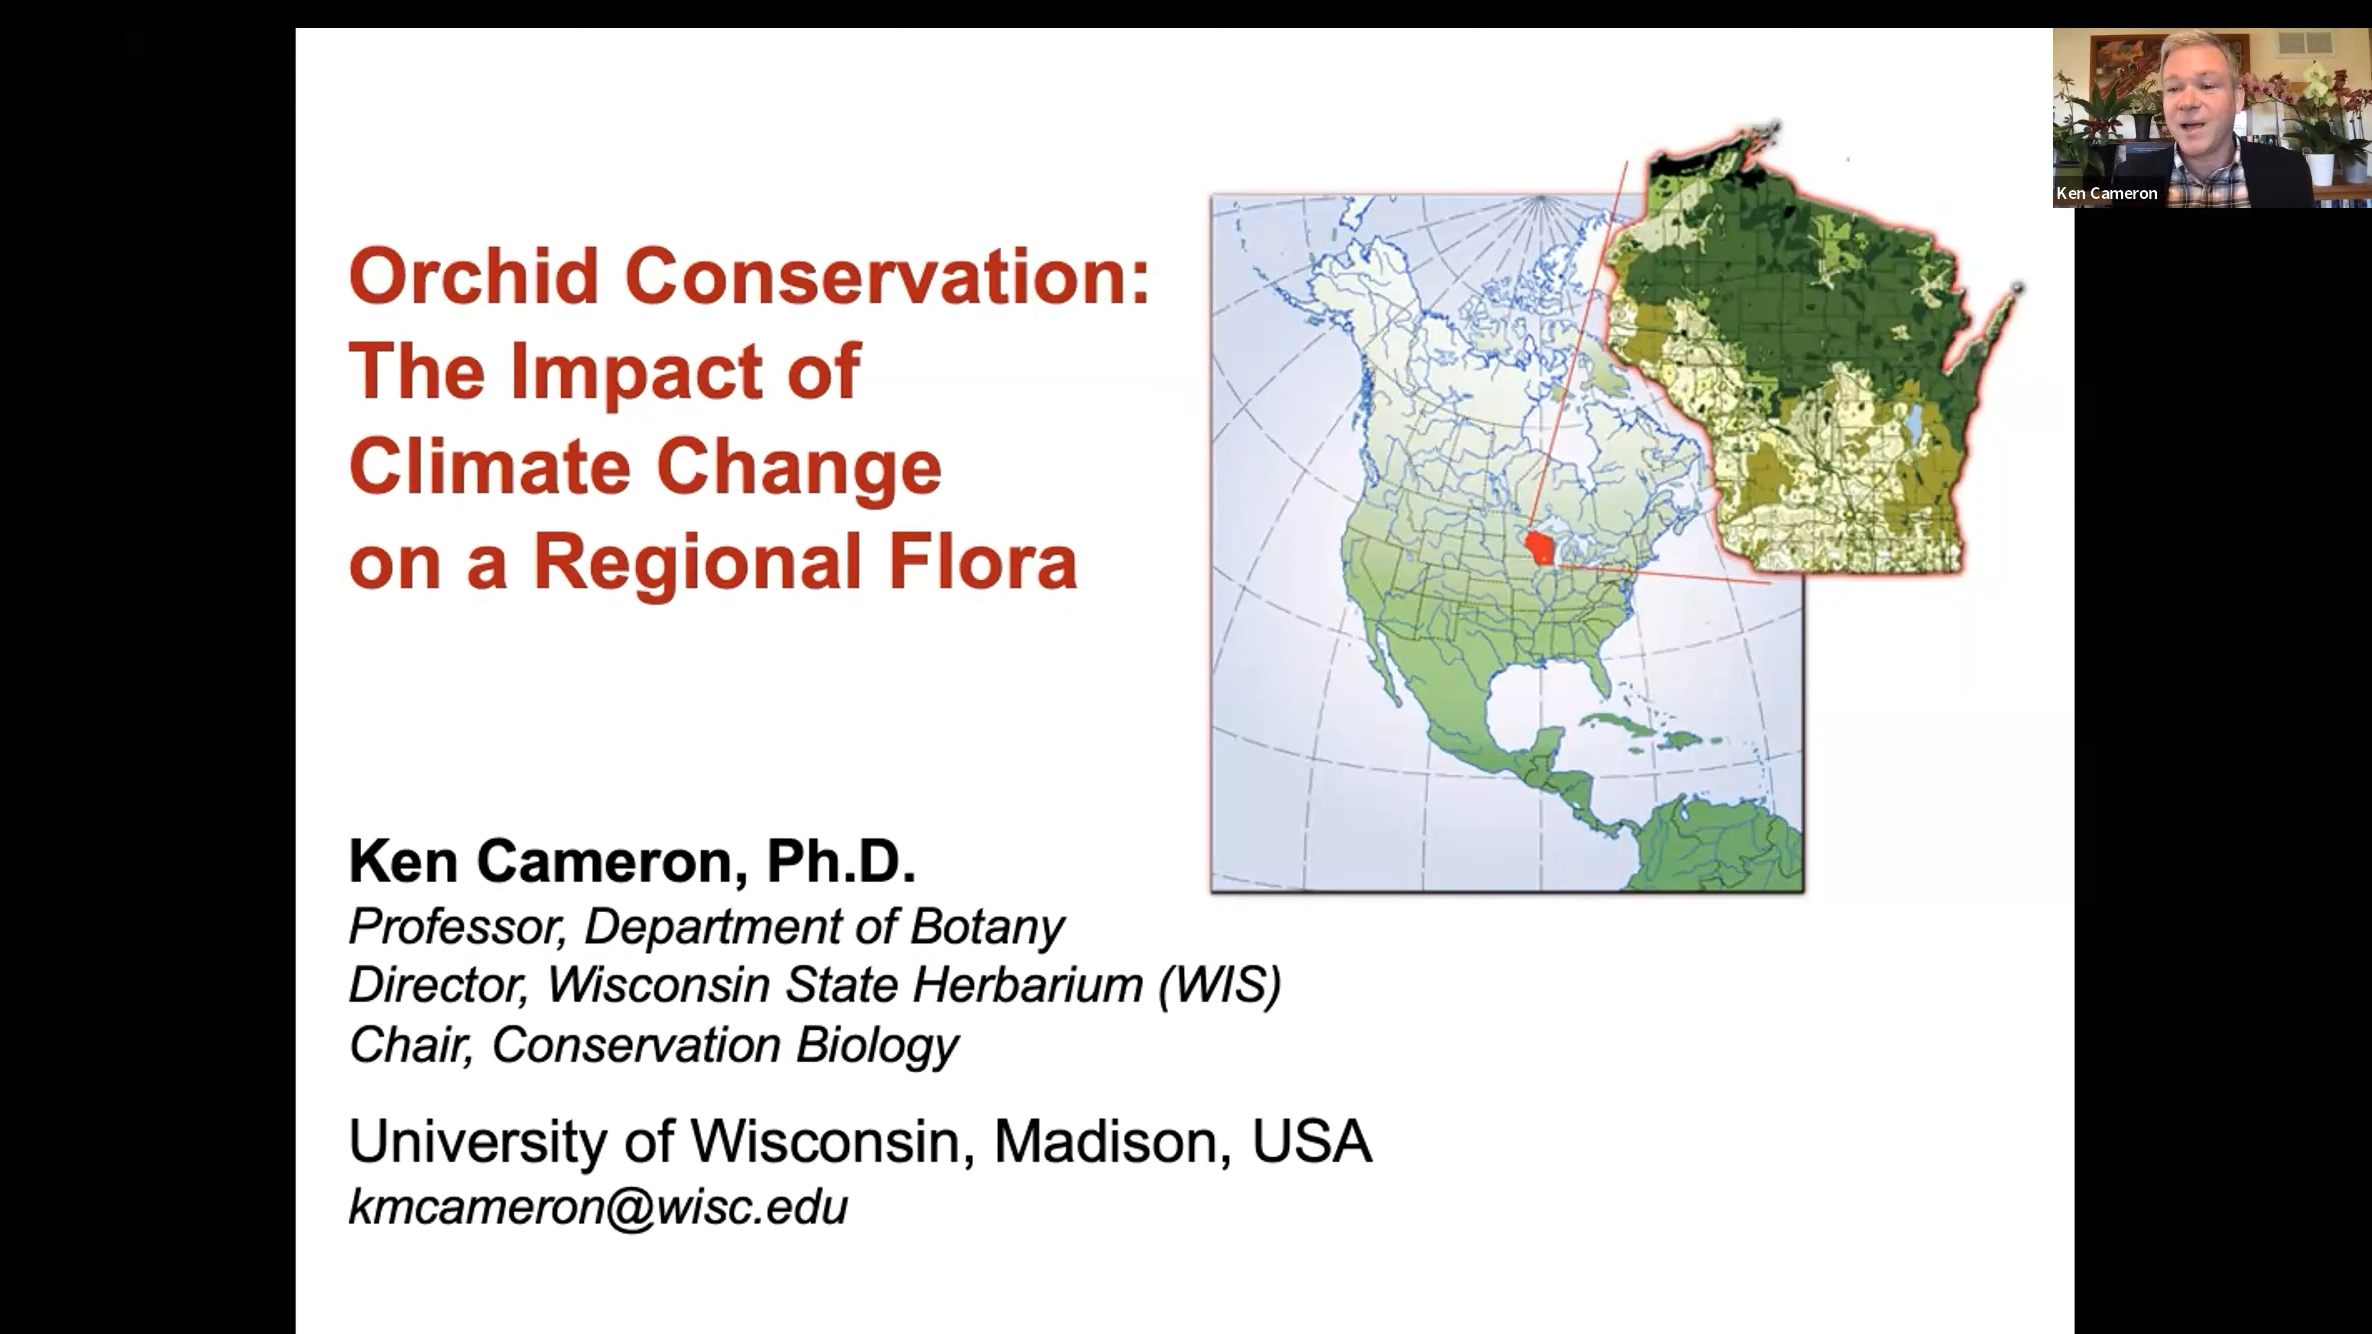 Orchid Conservation:
The Impact of
Climate Change
on a Regional Flora
Ken Cameron, Ph.D.
Professor, Department of Botany
Director, Wisconsin State Herbarium (WIS)
Chair, Conservation Biology
University of Wisconsin, Madison, USA
kmcameron@wisc.edu
Ken Cameron